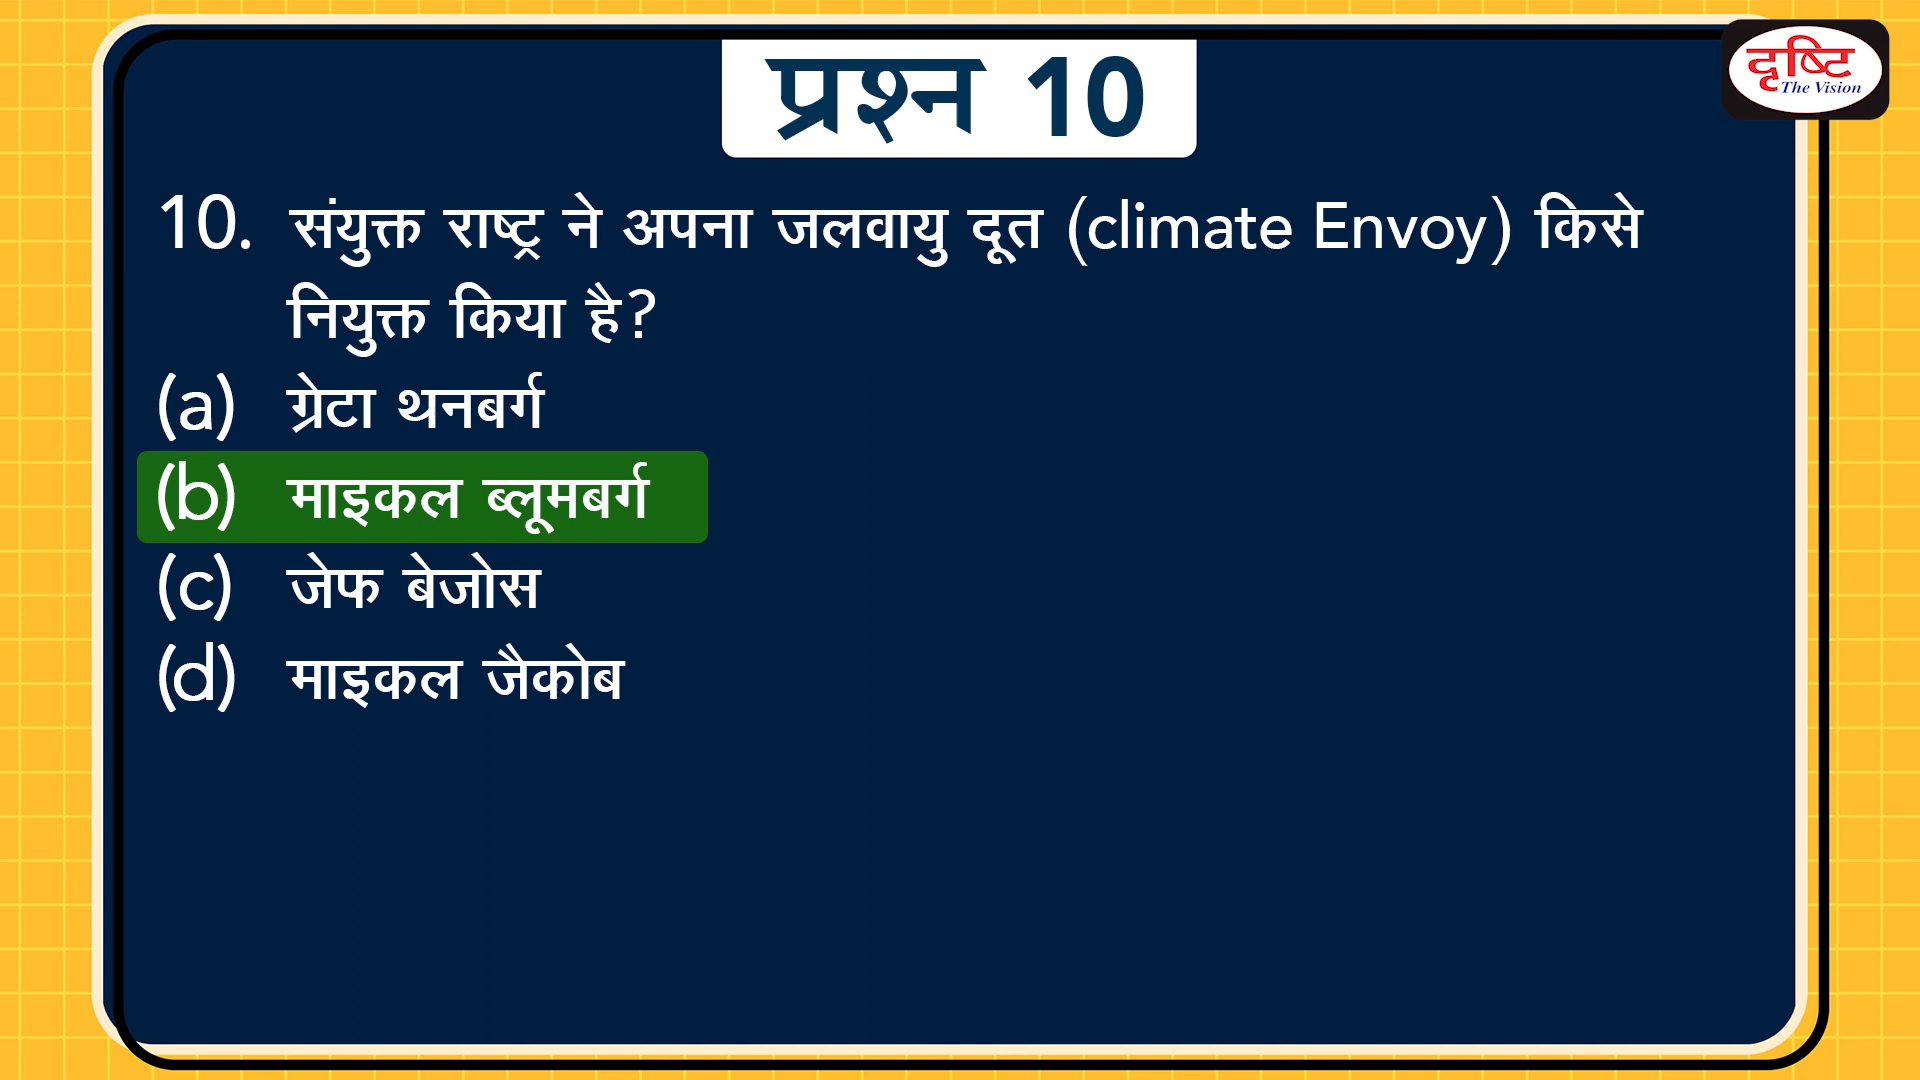 प्रश्न 10
दृष्टि
The Vision
10. संयुक्त राष्ट्र ने अपना जलवायु दूत (climate Envoy) किसे
नियुक्त किया है?
(a) ग्रेटा थनबर्ग
(b) माइकल ब्लूमबर्ग
(c) जेफ बेजोस
(d) माइकल जैकोब